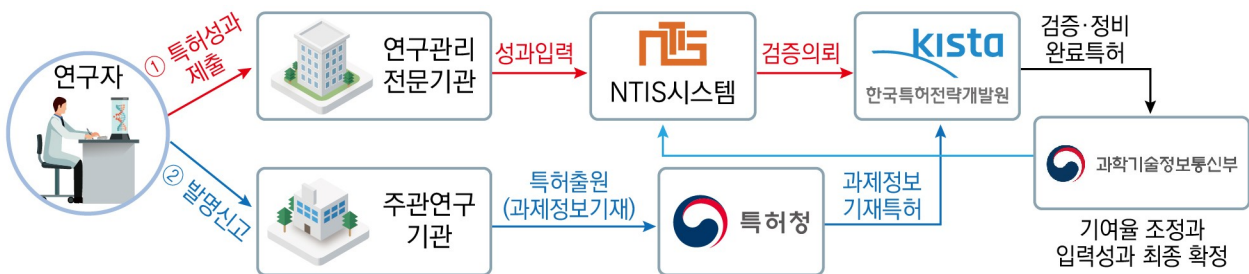 연구자
① 특허성과
제출
연구관리
전문기관
성과입력
NTIS
NTIS시스템
검증의뢰
kista
한국특허전략개발원
검증·정비
완료특허
② 발명신고
주관연구
기관
특허출원
(과제정보기재)
특허청
과제정보
기재특허
과학기술정보통신부
기여율 조정과
입력성과 최종 확정